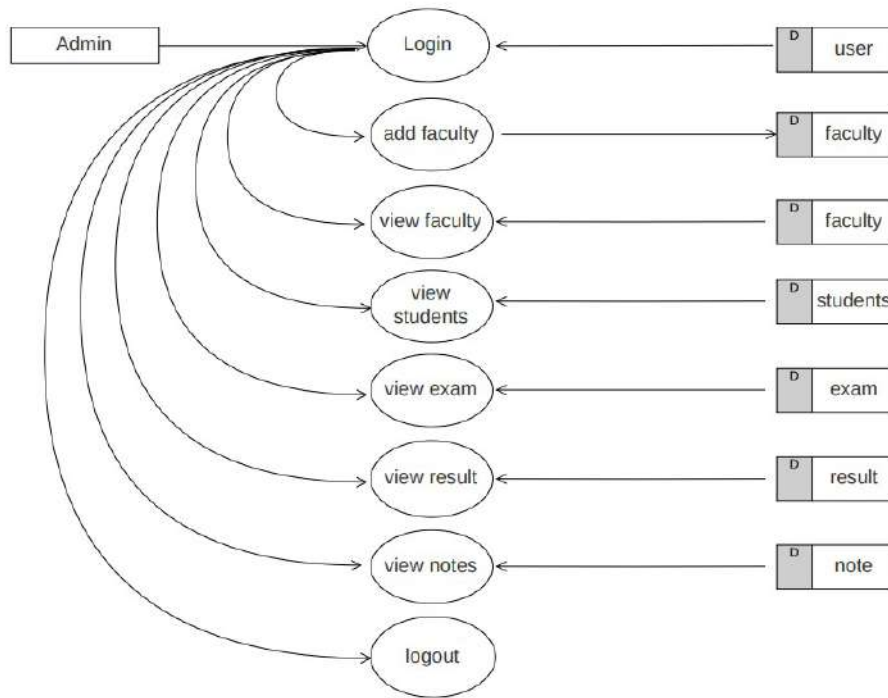 Admin
Login
D
user
add faculty
D
faculty
view faculty
D
faculty
view
students
D
students
view exam
D
exam
view result
D
result
view notes
D
note
logout